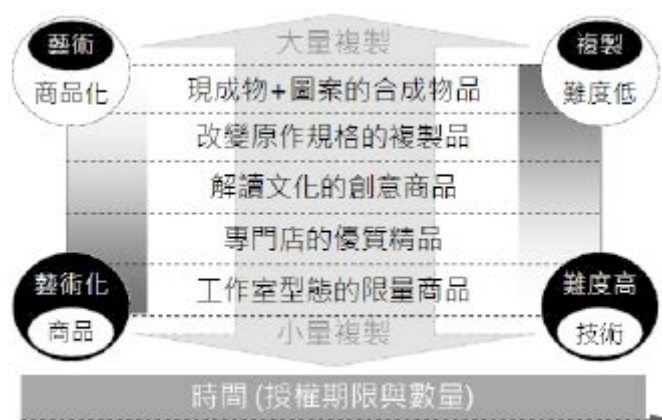 藝術
商品化
大量複製
複製
難度低
現成物+圖案的合成物品
改變原作規格的複製品
解讀文化的創意商品
專門店的優質精品
工作室型態的限量商品
藝術化
商品
小量複製
難度高
技術
時間 (授權期限與數量)